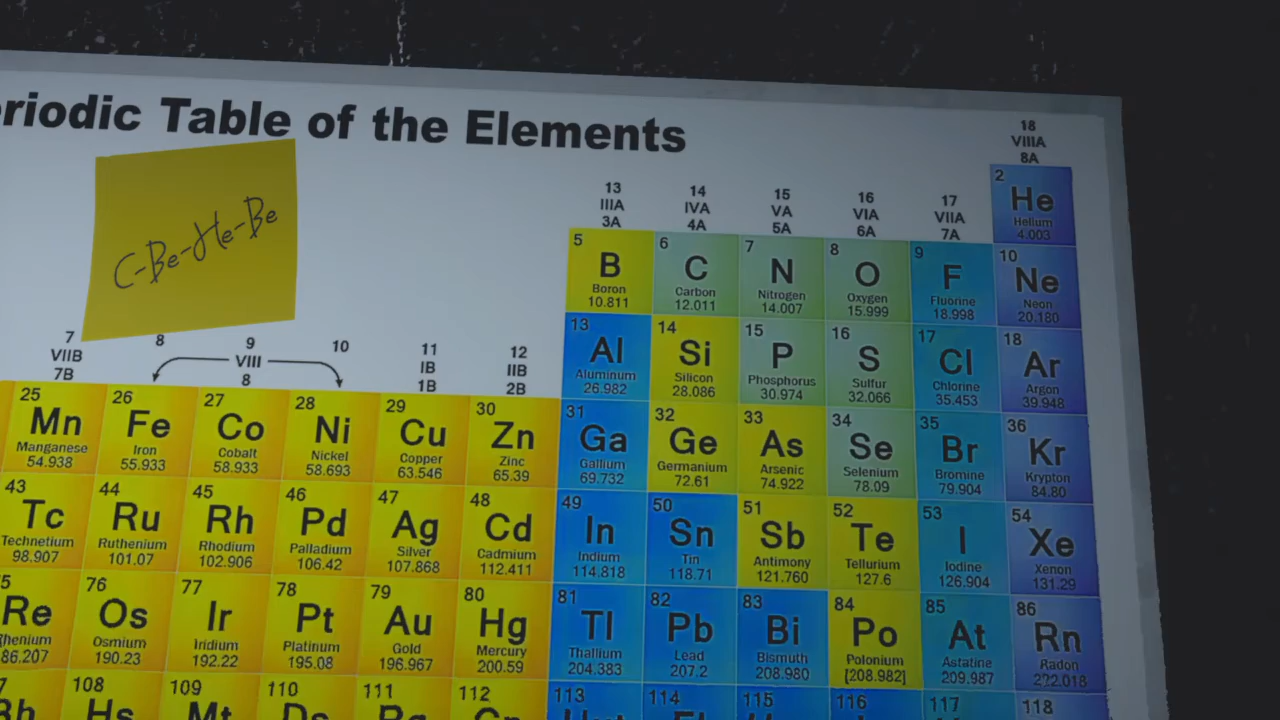 riodic Table of the Elements
C-Be-He-Be
18
VIIIA
8A
13
IIIA
3A
14
IVA
4A
15
VA
5A
16
VIA
6A
17
VIIA
7A
2
He
Helium
4.003
5
B
Boron
10.811
6
C
Carbon
12.011
7
N
Nitrogen
14.007
8
O
Oxygen
15.999
9
F
Fluorine
18.998
10
Ne
Neon
20.180
7
VIIB
7B
8
9
10
VIII
8
11
IB
1B
12
IIB
2B
13
Al
Aluminum
26.982
14
Si
Silicon
28.086
15
P
Phosphorus
30.974
16
S
Sulfur
32.066
17
Cl
Chlorine
35.453
18
Ar
Argon
39.948
25
Mn
Manganese
54.938
26
Fe
Iron
55.933
27
Co
Cobalt
58.933
28
Ni
Nickel
58.693
29
Cu
Copper
63.546
30
Zn
Zinc
65.39
31
Ga
Gallium
69.732
32
Ge
Germanium
72.61
33
As
Arsenic
74.922
34
Se
Selenium
78.09
35
Br
Bromine
79.904
36
Kr
Krypton
84.80
43
Tc
Technetium
98.907
44
Ru
Ruthenium
101.07
45
Rh
Rhodium
102.906
46
Pd
Palladium
106.42
47
Ag
Silver
107.868
48
Cd
Cadmium
112.411
49
In
Indium
114.818
50
Sn
Tin
118.71
51
Sb
Antimony
121.760
52
Te
Tellurium
127.6
53
I
Iodine
126.904
54
Xe
Xenon
131.29
5
Re
Rhenium
86.207
76
Os
Osmium
190.23
77
Ir
Iridium
192.22
78
Pt
Platinum
195.08
79
Au
Gold
196.967
80
Hg
Mercury
200.59
81
Tl
Thallium
204.383
82
Pb
Lead
207.2
83
Bi
Bismuth
208.980
84
Po
Polonium
[208.982]
85
At
Astatine
209.987
86
Rn
Radon
222.018
7
Bh
108
Hs
109
Mt
110
Ds
111
Rg
112
Cn
113
114
115
116
117
118